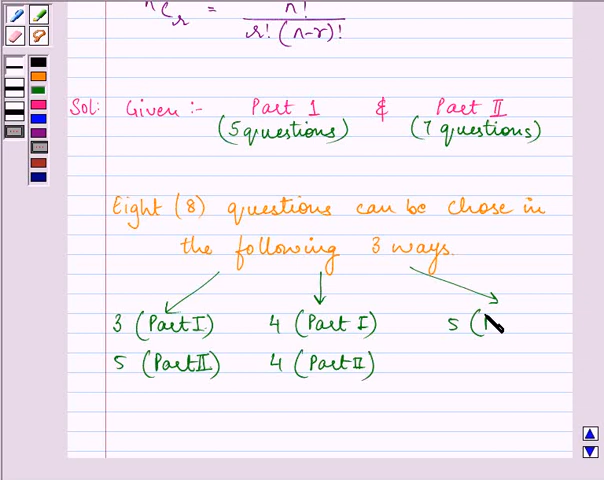 nCr = n!
r!(n-r)!
Sol: Given :- Part 1 & Part II
(5 questions) (7 questions)
Eight (8) questions can be chose in
the following 3 ways.
3 (Part I) 4 (Part I) 5 (
5 (Part II) 4 (Part II)